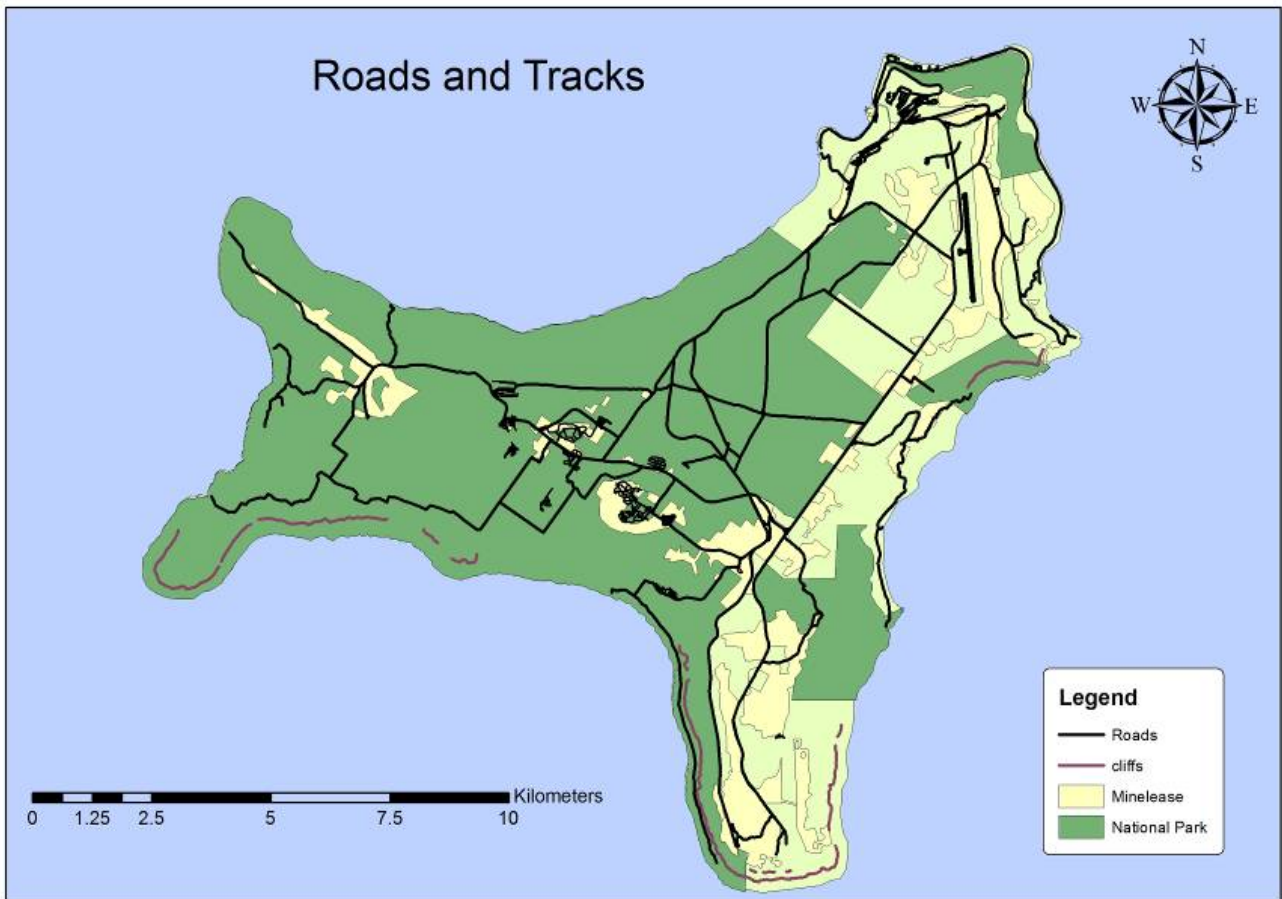 Roads and Tracks
N
W E
S
Legend
Roads
cliffs
Minelease
National Park
Kilometers
0 1.25 2.5 5 7.5 10